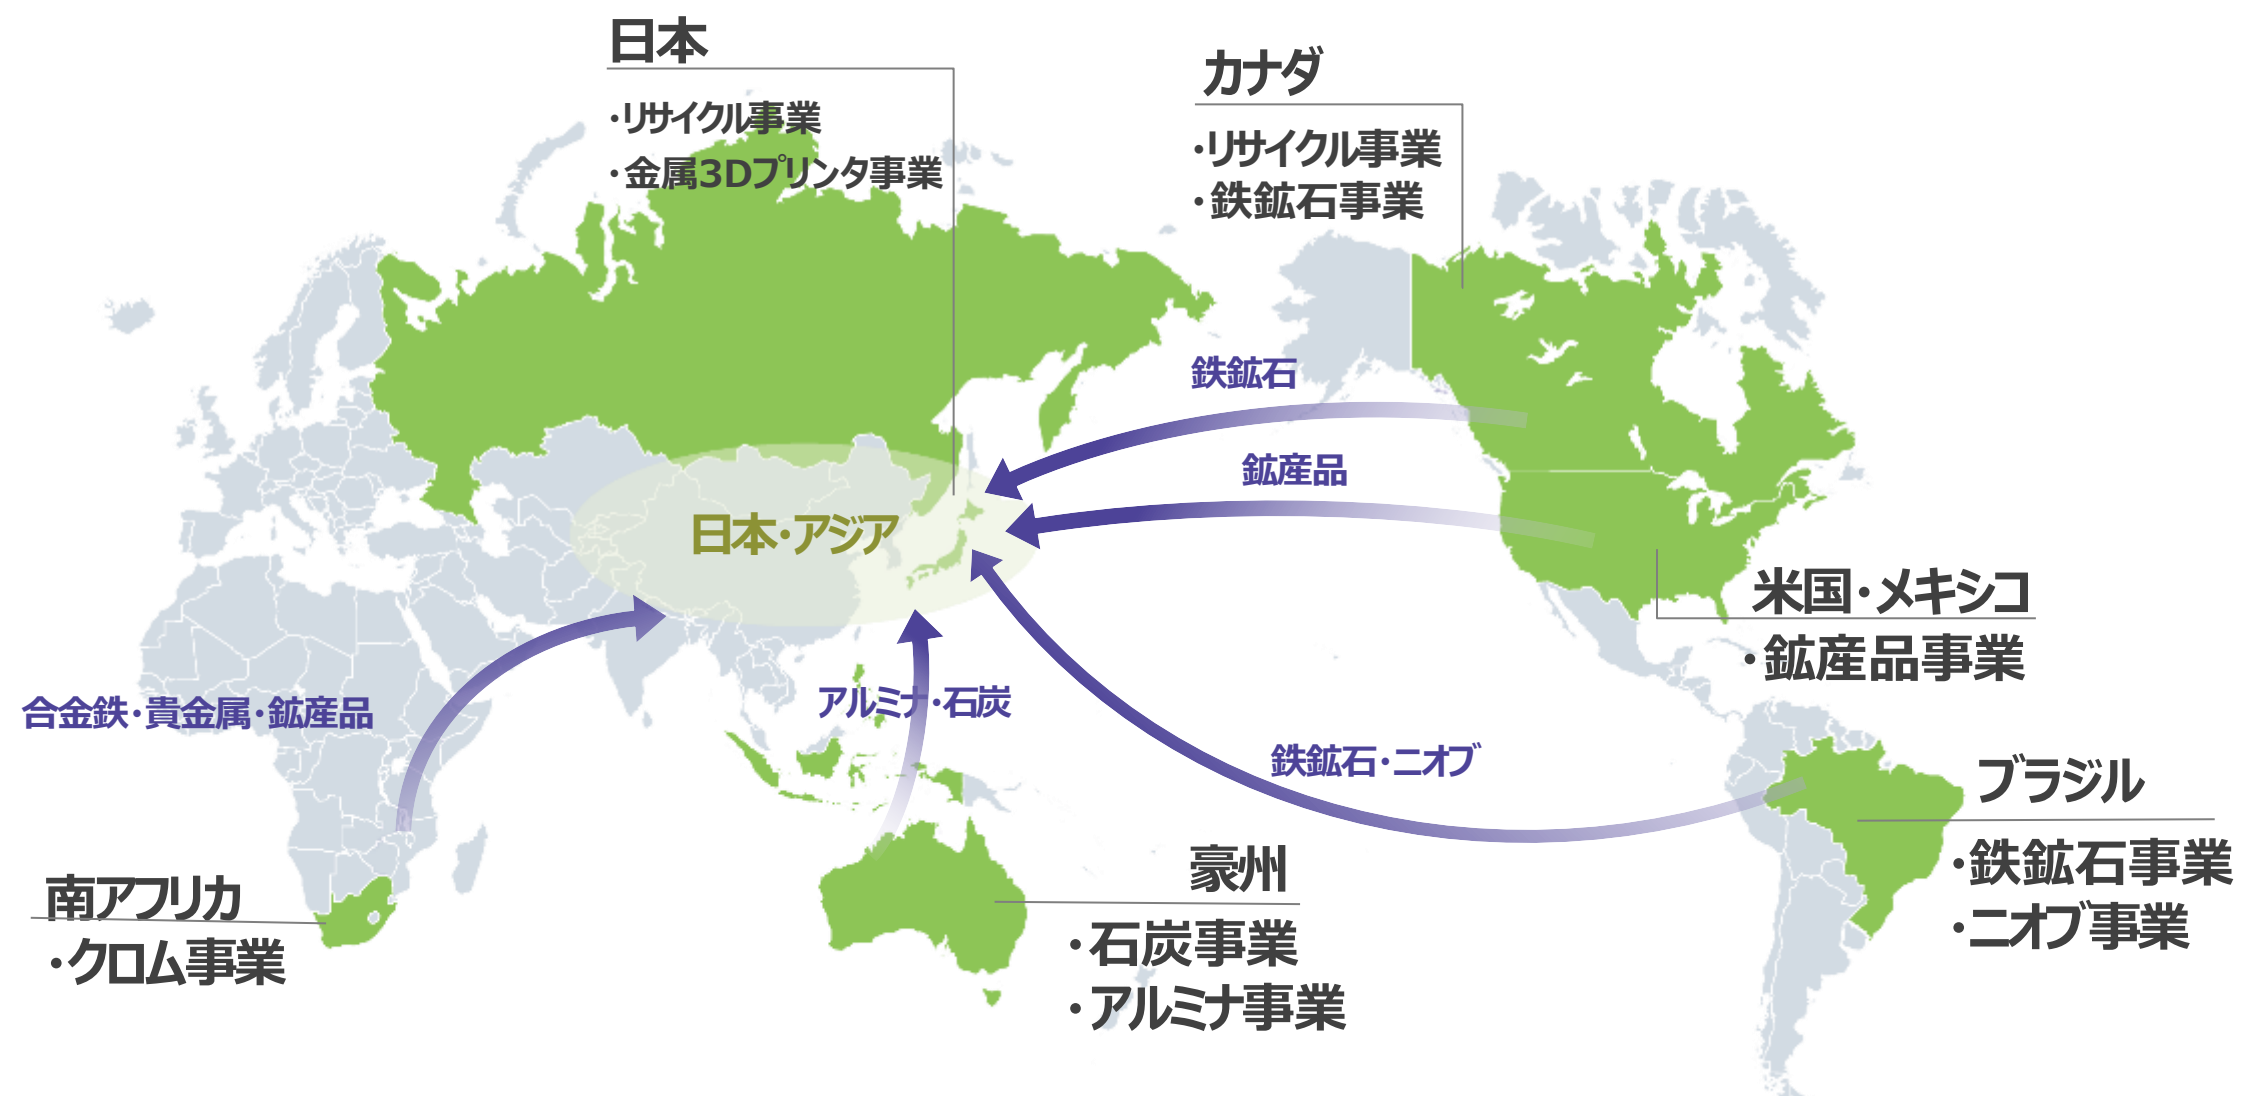 日本
・リサイクル事業
・金属3Dプリンタ事業
カナダ
・リサイクル事業
・鉄鉱石事業
鉄鉱石
鉱産品
日本・アジア
米国・メキシコ
・鉱産品事業
合金鉄・貴金属・鉱産品
アルミナ・石炭
鉄鉱石・ニオブ
ブラジル
・鉄鉱石事業
・ニオブ事業
豪州
・石炭事業
・アルミナ事業
南アフリカ
・クロム事業